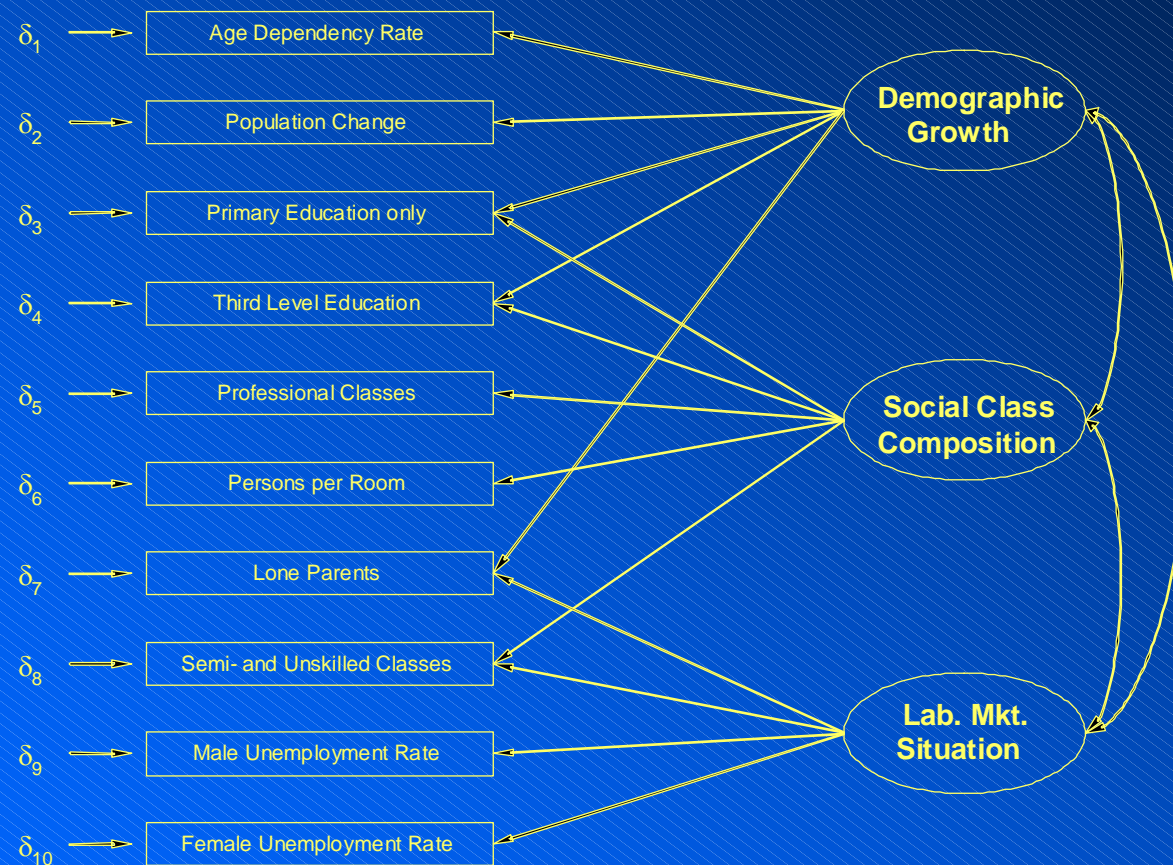 δ1
Age Dependency Rate
Demographic
Growth
δ2
Population Change
δ3
Primary Education only
δ4
Third Level Education
δ5
Professional Classes
Social Class
Composition
δ6
Persons per Room
δ7
Lone Parents
δ8
Semi- and Unskilled Classes
Lab. Mkt.
Situation
δ9
Male Unemployment Rate
δ10
Female Unemployment Rate